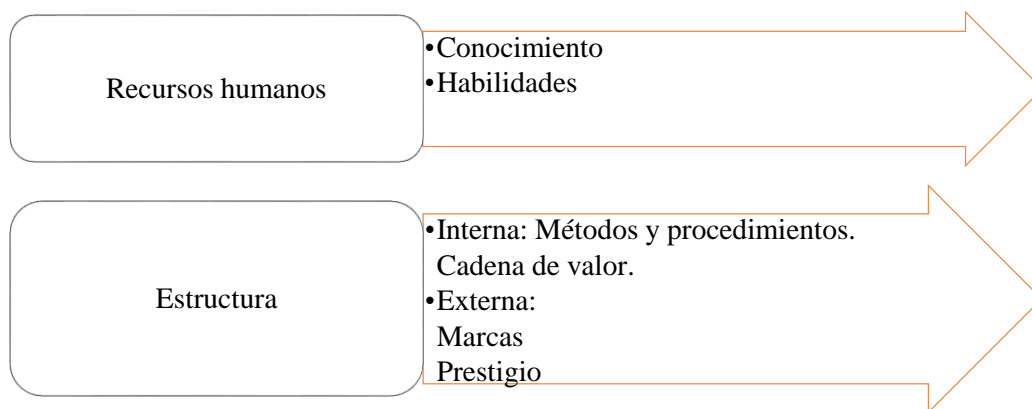 Recursos humanos
•Conocimiento
•Habilidades
Estructura
•Interna: Métodos y procedimientos.
Cadena de valor.
•Externa:
Marcas
Prestigio